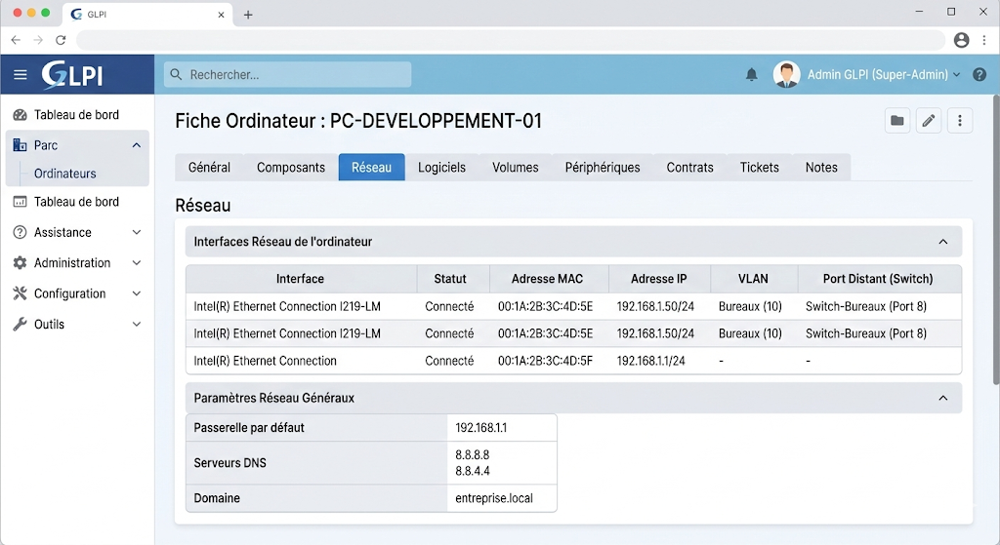 GLPI
GLPI
Rechercher...
Admin GLPI (Super-Admin)
Tableau de bord
Parc
Ordinateurs
Tableau de bord
Assistance
Administration
Configuration
Outils
Fiche Ordinateur : PC-DEVELOPPEMENT-01
Général Composants Réseau Logiciels Volumes Périphériques Contrats Tickets Notes
Réseau
Interfaces Réseau de l'ordinateur
Interface Statut Adresse MAC Adresse IP VLAN Port Distant (Switch)
Intel(R) Ethernet Connection I219-LM Connecté 00:1A:2B:3C:4D:5E 192.168.1.50/24 Bureaux (10) Switch-Bureaux (Port 8)
Intel(R) Ethernet Connection I219-LM Connecté 00:1A:2B:3C:4D:5E 192.168.1.50/24 Bureaux (10) Switch-Bureaux (Port 8)
Intel(R) Ethernet Connection Connecté 00:1A:2B:3C:4D:5F 192.168.1.1/24 - -
Paramètres Réseau Généraux
Passerelle par défaut 192.168.1.1
Serveurs DNS 8.8.8.8
8.8.4.4
Domaine entreprise.local